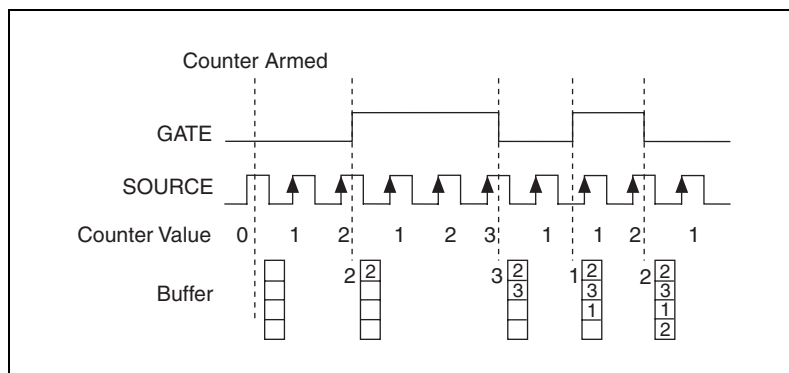 Counter Armed
GATE
SOURCE
Counter Value 0 1 2 1 2 3 1 1 2 1
Buffer
2 2
3 2 3
1 2 3 1
2 2 3 1 2